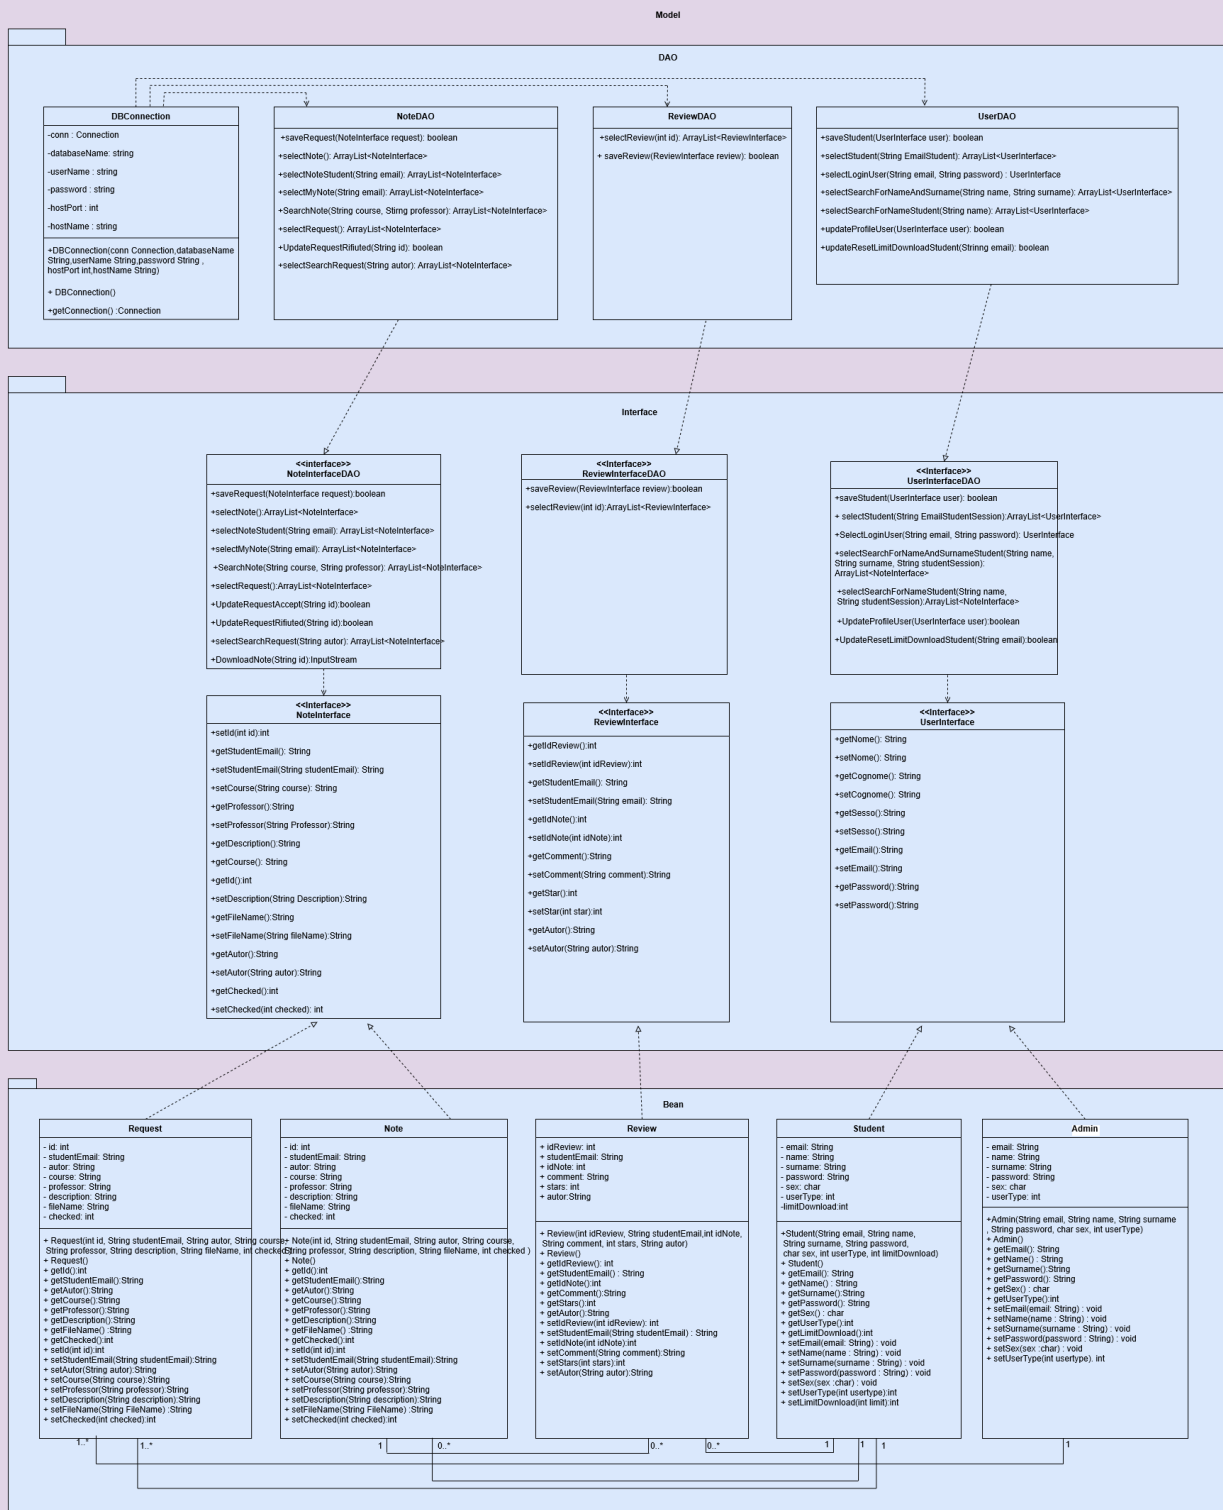 Model
DAO
DBConnection
-conn : Connection
-databaseName: string
-userName : string
-password : string
-hostPort : int
-hostName : string
+DBConnection(conn Connection,databaseName
String,userName String,password String ,
hostPort int,hostName String)
+ DBConnection()
+getConnection() :Connection
NoteDAO
+saveRequest(NoteInterface request): boolean
+selectNote(): ArrayList<NoteInterface>
+selectNoteStudent(String email): ArrayList<NoteInterface>
+selectMyNote(String email): ArrayList<NoteInterface>
+SearchNote(String course, Stirng professor): ArrayList<NoteInterface>
+selectRequest(): ArrayList<NoteInterface>
+UpdateRequestRifiuted(String id): boolean
+selectSearchRequest(String autor): ArrayList<NoteInterface>
ReviewDAO
+selectReview(int id): ArrayList<ReviewInterface>
+ saveReview(ReviewInterface review): boolean
UserDAO
+saveStudent(UserInterface user): boolean
+selectStudent(String EmailStudent): ArrayList<UserInterface>
+selectLoginUser(String email, String password) : UserInterface
+selectSearchForNameAndSurname(String name, String surname): ArrayList<UserInterface>
+selectSearchForNameStudent(String name): ArrayList<UserInterface>
+updateProfileUser(UserInterface user): boolean
+updateResetLimitDownloadStudent(Strinng email): boolean
Interface
<<interface>>
NoteInterfaceDAO
+saveRequest(NoteInterface request):boolean
+selectNote():ArrayList<NoteInterface>
+selectNoteStudent(String email): ArrayList<NoteInterface>
+selectMyNote(String email): ArrayList<NoteInterface>
+SearchNote(String course, String professor): ArrayList<NoteInterface>
+selectRequest():ArrayList<NoteInterface>
+UpdateRequestAccept(String id):boolean
+UpdateRequestRifiuted(String id):boolean
+selectSearchRequest(String autor): ArrayList<NoteInterface>
+DownloadNote(String id):InputStream
<<Interface>>
ReviewInterfaceDAO
+saveReview(ReviewInterface review):boolean
+selectReview(int id):ArrayList<ReviewInterface>
<<Interface>>
UserInterfaceDAO
+saveStudent(UserInterface user): boolean
+ selectStudent(String EmailStudentSession):ArrayList<UserInterface>
+SelectLoginUser(String email, String password): UserInterface
+selectSearchForNameAndSurnameStudent(String name,
String surname, String studentSession):
ArrayList<NoteInterface>
+selectSearchForNameStudent(String name,
String studentSession):ArrayList<NoteInterface>
+UpdateProfileUser(UserInterface user):boolean
+UpdateResetLimitDownloadStudent(String email):boolean
<<Interface>>
NoteInterface
+setId(int id):int
+getStudentEmail(): String
+setStudentEmail(String studentEmail): String
+setCourse(String course): String
+getProfessor():String
+setProfessor(String Professor):String
+getDescription():String
+getCourse(): String
+getId():int
+setDescription(String Description):String
+getFileName():String
+setFileName(String fileName):String
+getAutor():String
+setAutor(String autor):String
+getChecked():int
+setChecked(int checked): int
<<Interface>>
ReviewInterface
+getIdReview():int
+setIdReview(int idReview):int
+getStudentEmail(): String
+setStudentEmail(String email): String
+getIdNote():int
+setIdNote(int idNote):int
+getComment():String
+setComment(String comment):String
+getStar():int
+setStar(int star):int
+getAutor():String
+setAutor(String autor):String
<<Interface>>
UserInterface
+getNome(): String
+setNome(): String
+getCognome(): String
+setCognome(): String
+getSesso():String
+setSesso():String
+getEmail():String
+setEmail():String
+getPassword():String
+setPassword():String
Bean
Request
- id: int
- studentEmail: String
- autor: String
- course: String
- professor: String
- description: String
- fileName: String
- checked: int
+ Request(int id, String studentEmail, String autor, String course,
String professor, String description, String fileName, int checked )
+ Request()
+ getId():int
+ getStudentEmail():String
+ getAutor():String
+ getCourse():String
+ getProfessor():String
+ getDescription():String
+ getFileName() :String
+ getChecked():int
+ setId(int id):int
+ setStudentEmail(String studentEmail):String
+ setAutor(String autor):String
+ setCourse(String course):String
+ setProfessor(String professor):String
+ setDescription(String description):String
+ setFileName(String FileName) :String
+ setChecked(int checked):int
Note
- id: int
- studentEmail: String
- autor: String
- course: String
- professor: String
- description: String
- fileName: String
- checked: int
+ Note(int id, String studentEmail, String autor, String course,
String professor, String description, String fileName, int checked )
+ Note()
+ getId():int
+ getStudentEmail():String
+ getAutor():String
+ getCourse():String
+ getProfessor():String
+ getDescription():String
+ getFileName() :String
+ getChecked():int
+ setId(int id):int
+ setStudentEmail(String studentEmail):String
+ setAutor(String autor):String
+ setCourse(String course):String
+ setProfessor(String professor):String
+ setDescription(String description):String
+ setFileName(String FileName) :String
+ setChecked(int checked):int
Review
+ idReview: int
+ studentEmail: String
+ idNote: int
+ comment: String
+ stars: int
+ autor:String
+ Review(int idReview, String studentEmail,int idNote,
String comment, int stars, String autor)
+ Review()
+ getIdReview(): int
+ getStudentEmail() : String
+ getIdNote():int
+ getComment():String
+ getStars():int
+ getAutor():String
+ setIdReview(int idReview): int
+ setStudentEmail(String studentEmail) : String
+ setIdNote(int idNote):int
+ setComment(String comment):String
+ setStars(int stars):int
+ setAutor(String autor):String
Student
- email: String
- name: String
- surname: String
- password: String
- sex: char
- userType: int
-limitDownload:int
+Student(String email, String name,
String surname, String password,
char sex, int userType, int limitDownload)
+ Student()
+ getEmail(): String
+ getName() : String
+ getSurname():String
+ getPassword(): String
+ getSex() : char
+ getUserType():int
+ getLimitDownload():int
+ setEmail(email: String) : void
+ setName(name : String) : void
+ setSurname(surname : String) : void
+ setPassword(password : String) : void
+ setSex(sex :char) : void
+ setUserType(int usertype):int
+ setLimitDownload(int limit):int
Admin
- email: String
- name: String
- surname: String
- password: String
- sex: char
- userType: int
+Admin(String email, String name, String surname
, String password, char sex, int userType)
+ Admin()
+ getEmail(): String
+ getName() : String
+ getSurname():String
+ getPassword(): String
+ getSex() : char
+ getUserType():int
+ setEmail(email: String) : void
+ setName(name : String) : void
+ setSurname(surname : String) : void
+ setPassword(password : String) : void
+ setSex(sex :char) : void
+ setUserType(int usertype). int
1..*
1..*
1
0..*
0..*
0..*
1
1
1
1